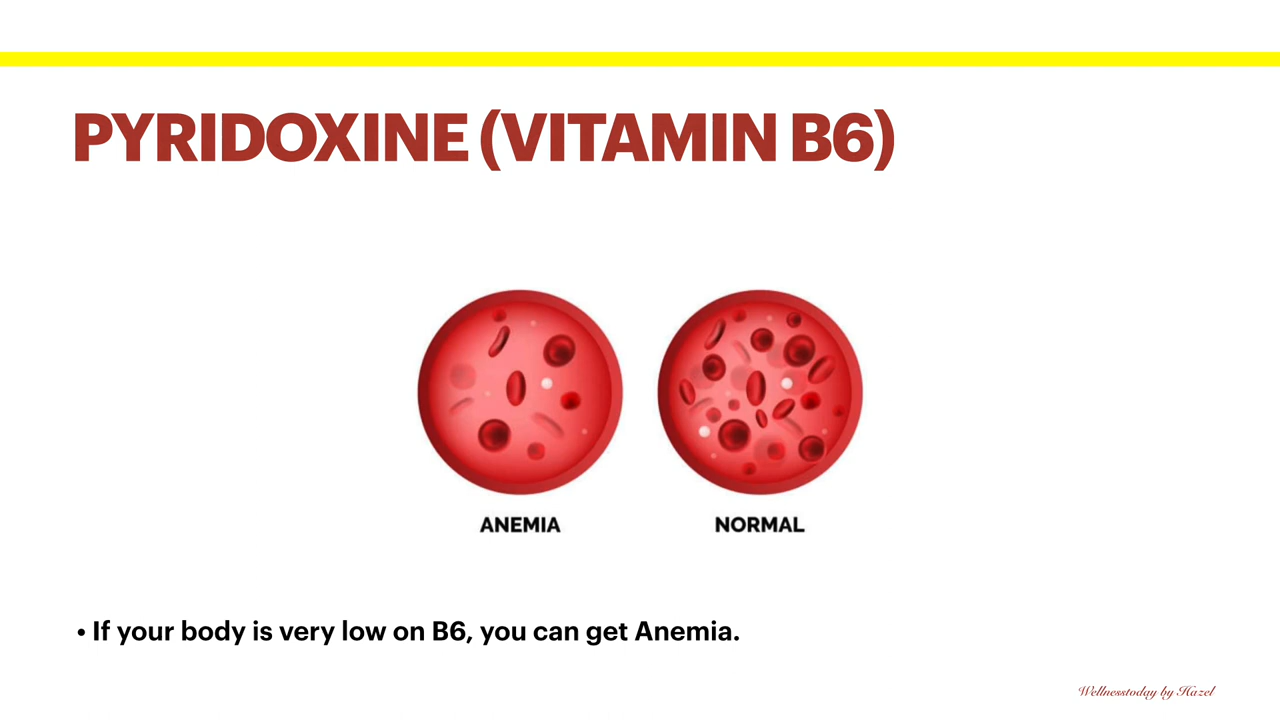 PYRIDOXINE (VITAMIN B6)
ANEMIA
NORMAL
• If your body is very low on B6, you can get Anemia.
Wellnesstoday by Hazel